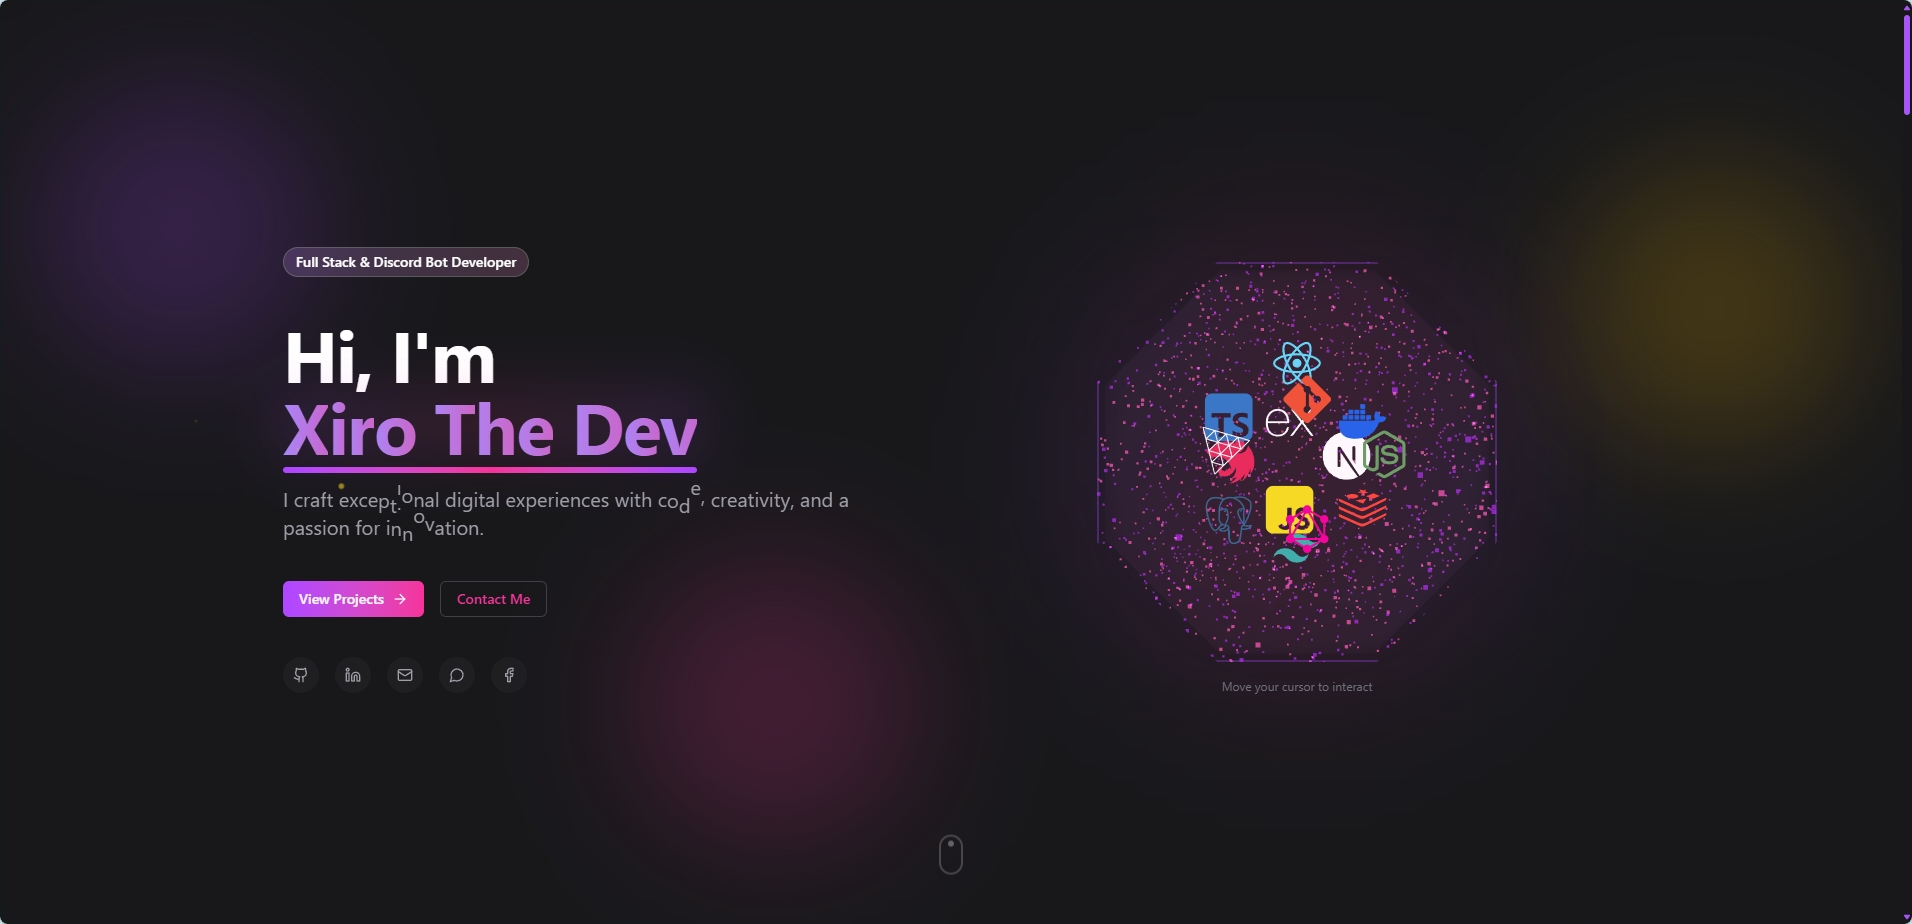 Full Stack & Discord Bot Developer
Hi, I'm
Xiro The Dev
I craft exceptional digital experiences with code, creativity, and a
passion for innovation.
View Projects
Contact Me
TS
ex
N
JS
JS
Move your cursor to interact